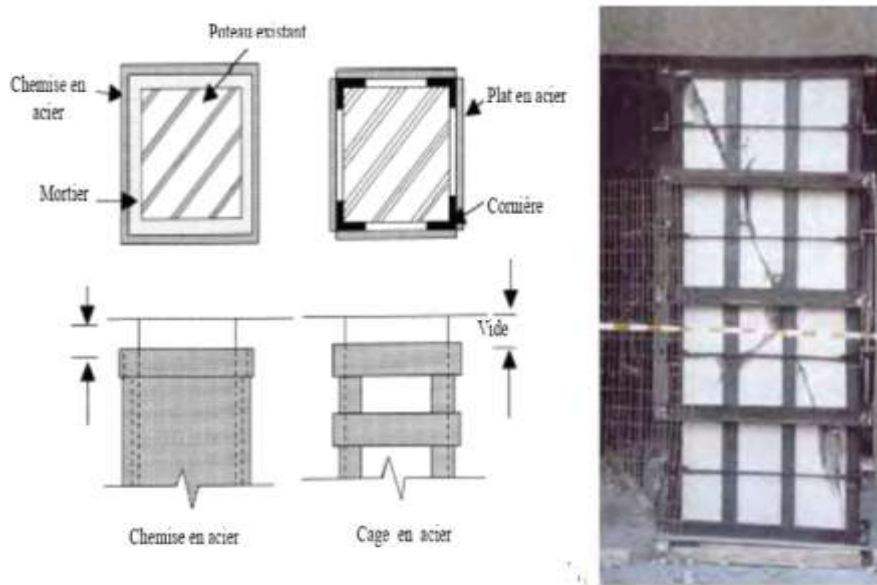 Poteau existant
Chemise en
acier
Plat en acier
Mortier
Cornière
Vide
Chemise en acier
Cage en acier